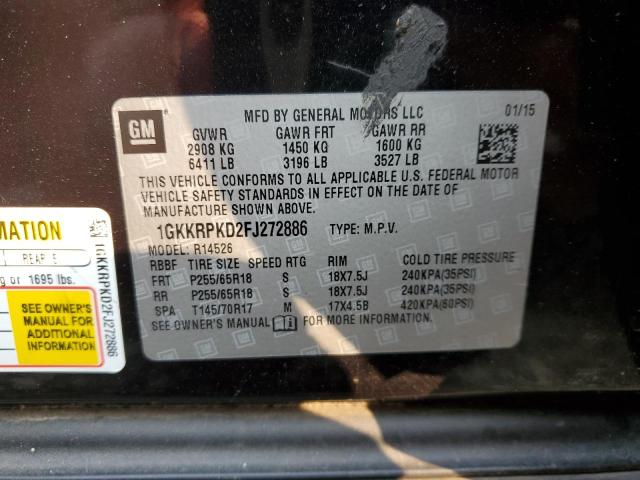 MFD BY GENERAL MOTORS LLC 01/15
GM
GVWR GAWR FRT GAWR RR
2908 KG 1450 KG 1600 KG
6411 LB 3196 LB 3527 LB
THIS VEHICLE CONFORMS TO ALL APPLICABLE U.S. FEDERAL MOTOR
VEHICLE SAFETY STANDARDS IN EFFECT ON THE DATE OF
MANUFACTURE SHOWN ABOVE.
1GKKRPKD2FJ272886 TYPE: M.P.V.
MODEL: R14526
RBBF TIRE SIZE SPEED RTG RIM COLD TIRE PRESSURE
FRT P255/65R18 S 18X7.5J 240KPA(35PSI)
RR P255/65R18 S 18X7.5J 240KPA(35PSI)
SPA T145/70R17 M 17X4.5B 420KPA(60PSI)
SEE OWNER'S MANUAL FOR MORE INFORMATION.
MATION
REAR 5
or 1695 lbs.
SEE OWNER'S
MANUAL FOR
ADDITIONAL
INFORMATION
1GKKRPKD2FJ272886